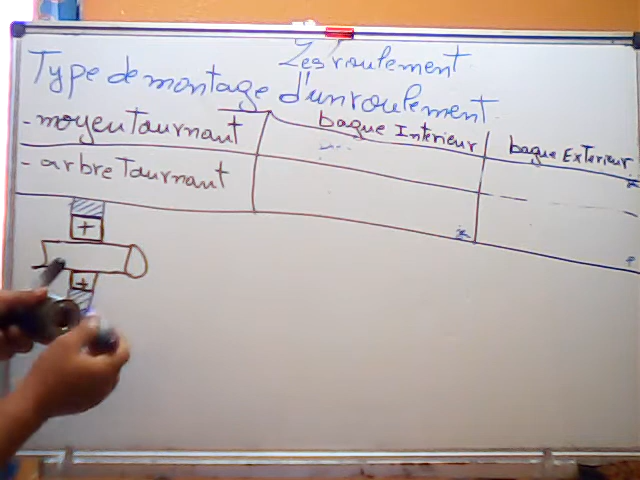 Les roulement
Type de montage d'un roulement
- moyeu Tournant
bague Interieur
bague Exterieur
- arbre Tournant
+
+